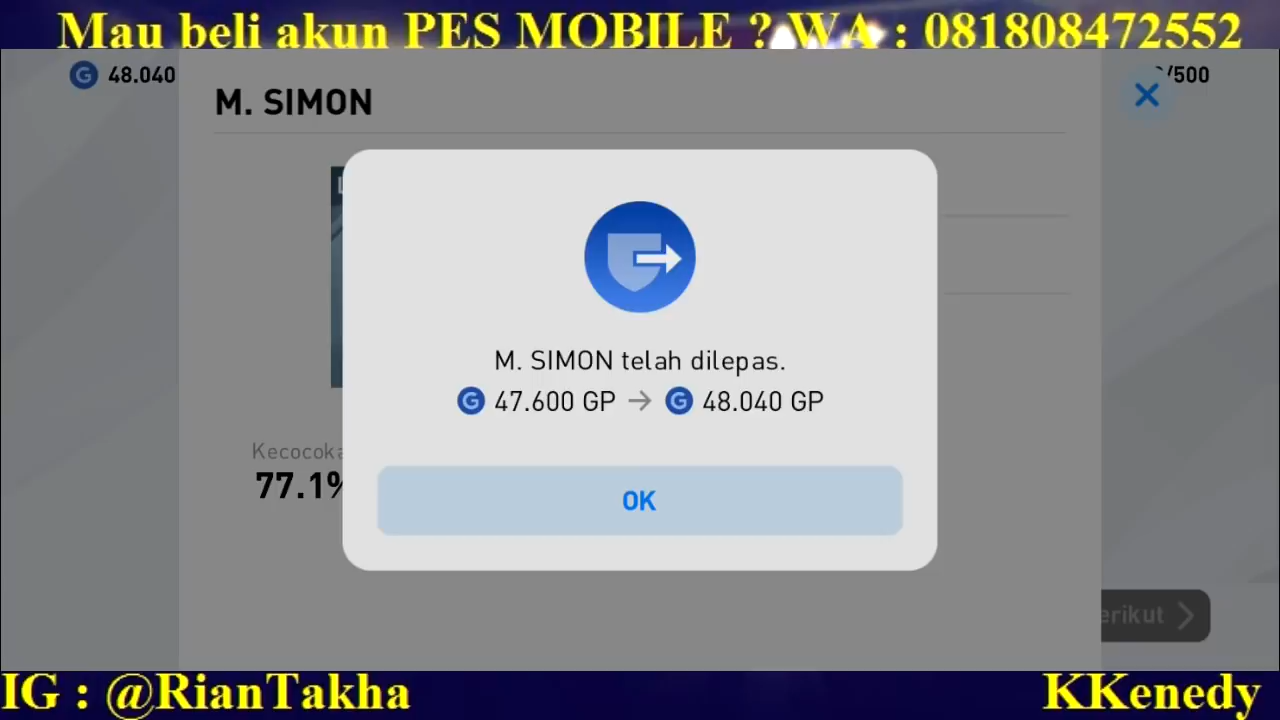 Mau beli akun PES MOBILE ? WA : 081808472552
48.040
/500
M. SIMON
M. SIMON telah dilepas.
47.600 GP → 48.040 GP
77.1%
OK
IG : @RianTakha
KKenedy